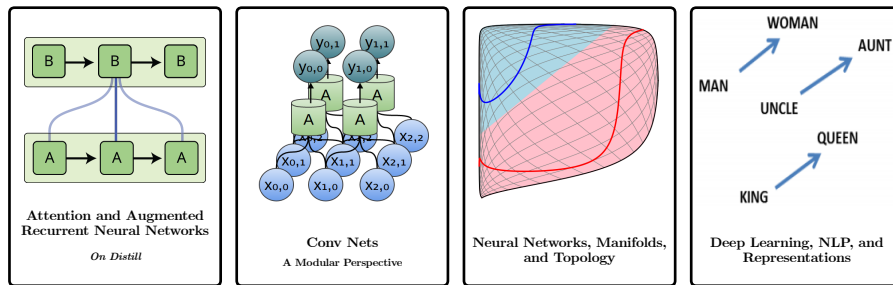 B B B
A A A
Attention and Augmented
Recurrent Neural Networks
On Distill
y0,1 y1,1
y0,0 y1,0
A A
A A
x2,2
x0,1 x1,1 x2,1
x0,0 x1,0 x2,0
Conv Nets
A Modular Perspective
Neural Networks, Manifolds,
and Topology
WOMAN
AUNT
MAN
UNCLE
QUEEN
KING
Deep Learning, NLP, and
Representations